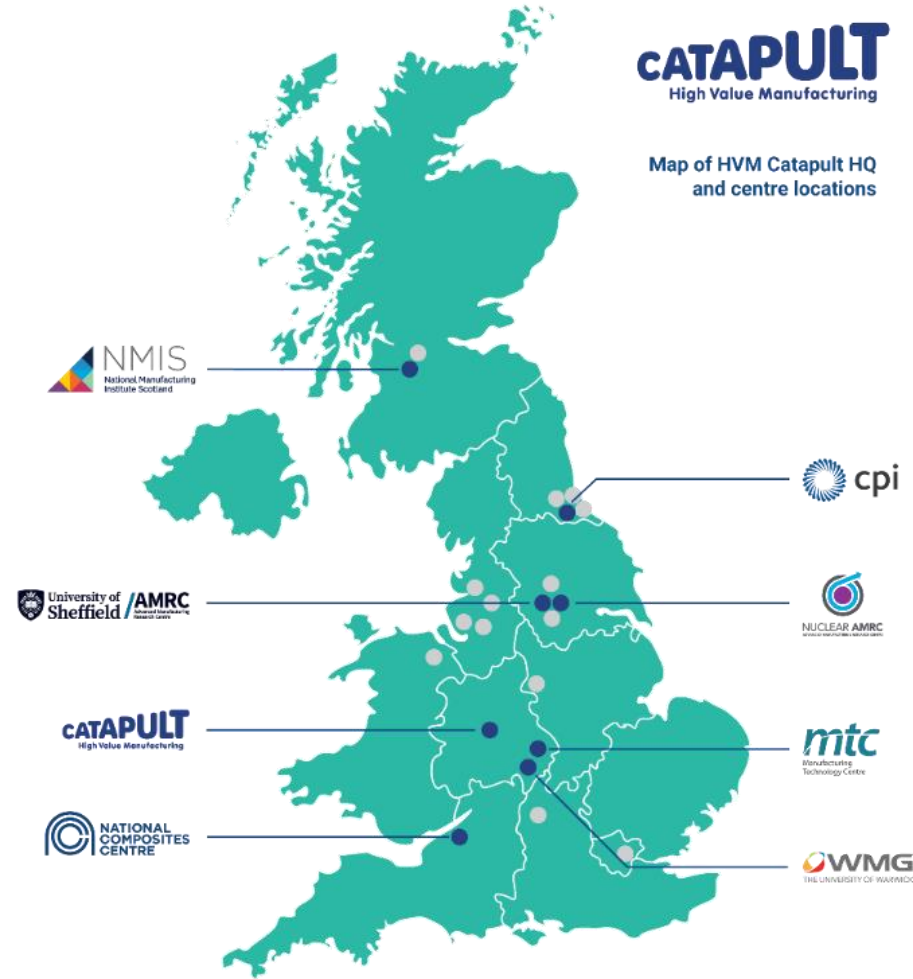 CATAPULT
High Value Manufacturing
Map of HVM Catapult HQ
and centre locations
NMIS
National Manufacturing
Institute Scotland
cpi
University of
Sheffield
AMRC
Advanced Manufacturing
Research Centre
NUCLEAR AMRC
CATAPULT
High Value Manufacturing
mtc
Manufacturing
Technology Centre
NATIONAL
COMPOSITES
CENTRE
WMG
THE UNIVERSITY OF WARWICK